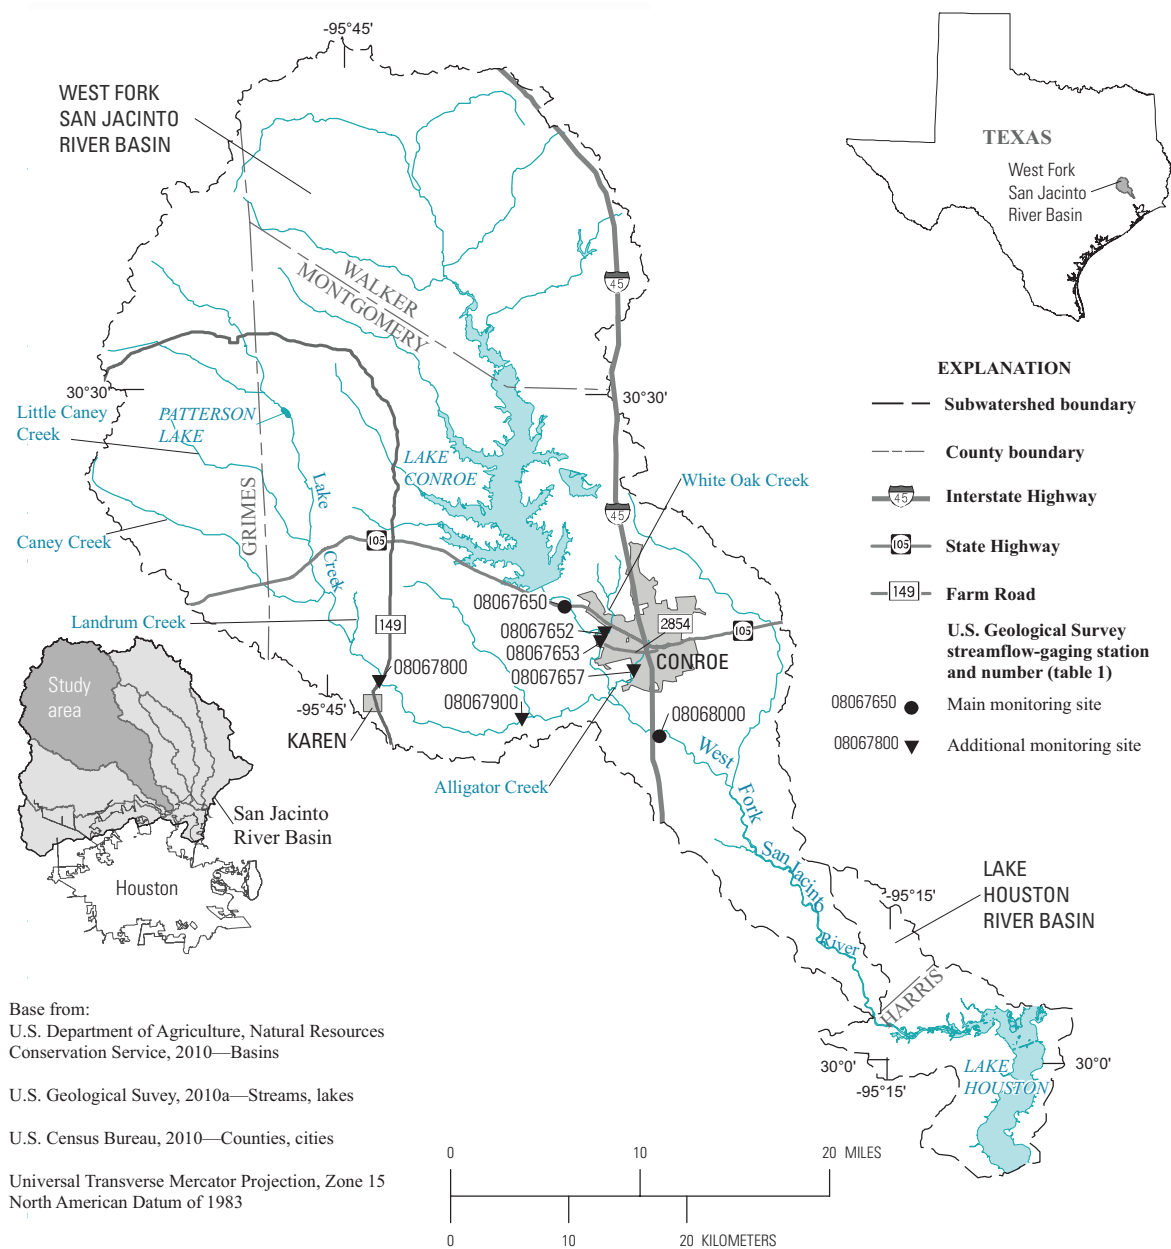 -95°45'
WEST FORK
SAN JACINTO
RIVER BASIN
TEXAS
West Fork
San Jacinto
River Basin
WALKER
MONTGOMERY
45
30°30'
30°30'
Little Caney
Creek
PATTERSON
LAKE
LAKE
CONROE
White Oak Creek
Lake
Creek
GRIMES
45
Caney Creek
105
08067650
Landrum Creek
149
08067652
2854
105
08067653
CONROE
08067800
08067657
-95°45'
08067900
08068000
KAREN
West
Fork
San Jacinto
River
Alligator Creek
EXPLANATION
Subwatershed boundary
County boundary
45 Interstate Highway
105 State Highway
149 Farm Road
U.S. Geological Survey
streamflow-gaging station
and number (table 1)
08067650 Main monitoring site
08067800 Additional monitoring site
Study
area
San Jacinto
River Basin
Houston
LAKE
HOUSTON
RIVER BASIN
-95°15'
HARRIS
30°0'
-95°15'
LAKE
HOUSTON
30°0'
Base from:
U.S. Department of Agriculture, Natural Resources
Conservation Service, 2010—Basins
U.S. Geological Suvey, 2010a—Streams, lakes
U.S. Census Bureau, 2010—Counties, cities
Universal Transverse Mercator Projection, Zone 15
North American Datum of 1983
0 10 20 MILES
0 10 20 KILOMETERS